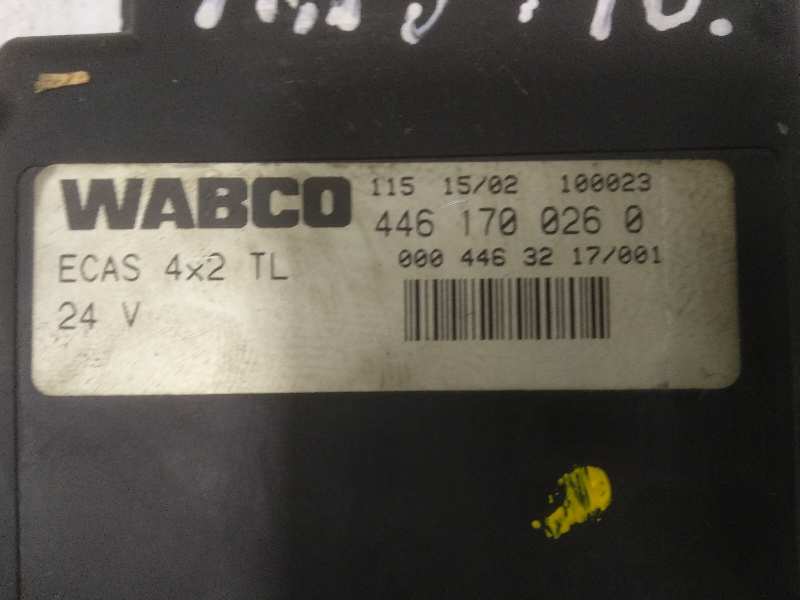 WABCO
115 15/02 100023
446 170 026 0
ECAS 4x2 TL
000 446 32 17/001
24 V